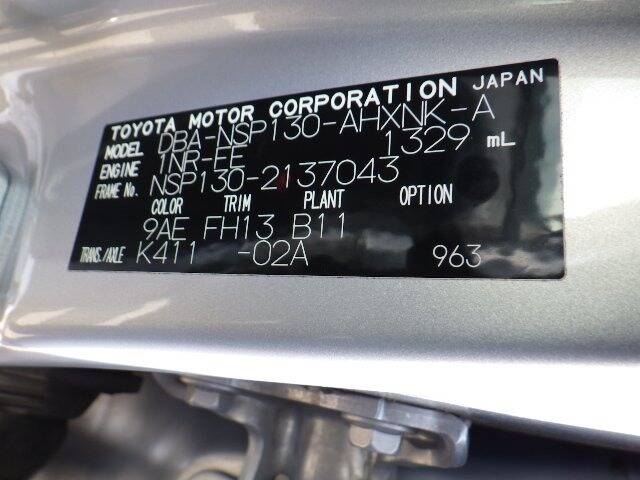 TOYOTA MOTOR CORPORATION JAPAN
MODEL DBA-NSP130-AHXNK-A
ENGINE 1NR-FE 1329 mL
FRAME No. NSP130-2137043
COLOR TRIM PLANT OPTION
9AE FH13 B11
TRANS./AXLE K411 -02A 963